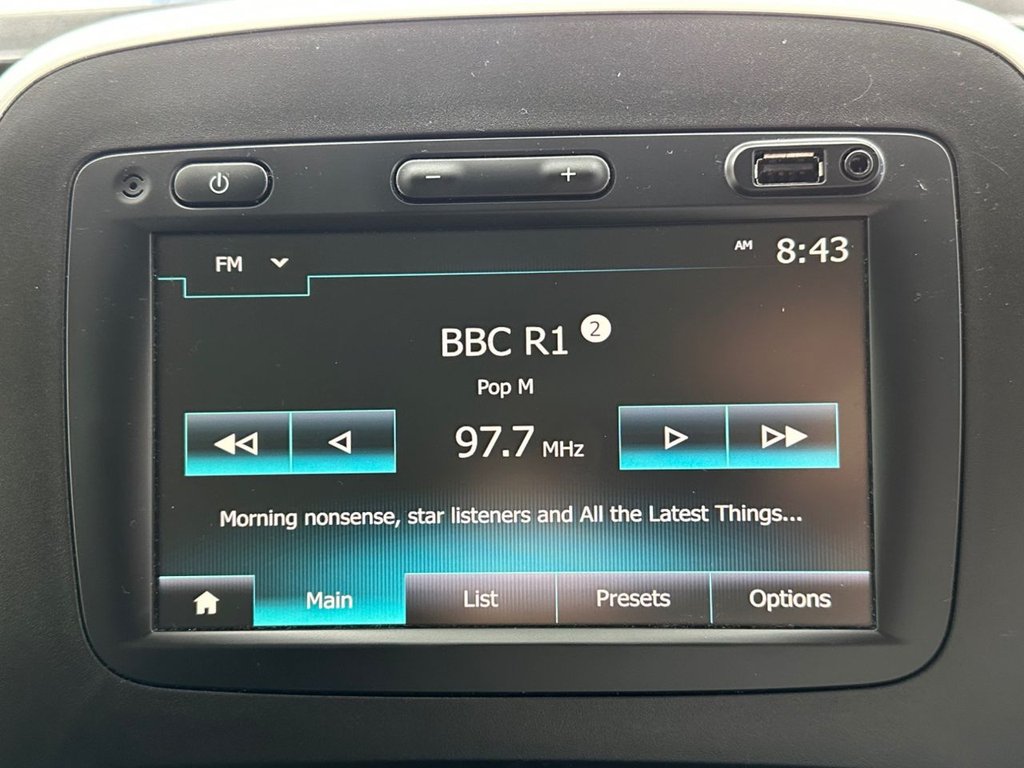 FM
AM 8:43
BBC R1 2
Pop M
97.7 MHz
Morning nonsense, star listeners and All the Latest Things...
Main List Presets Options